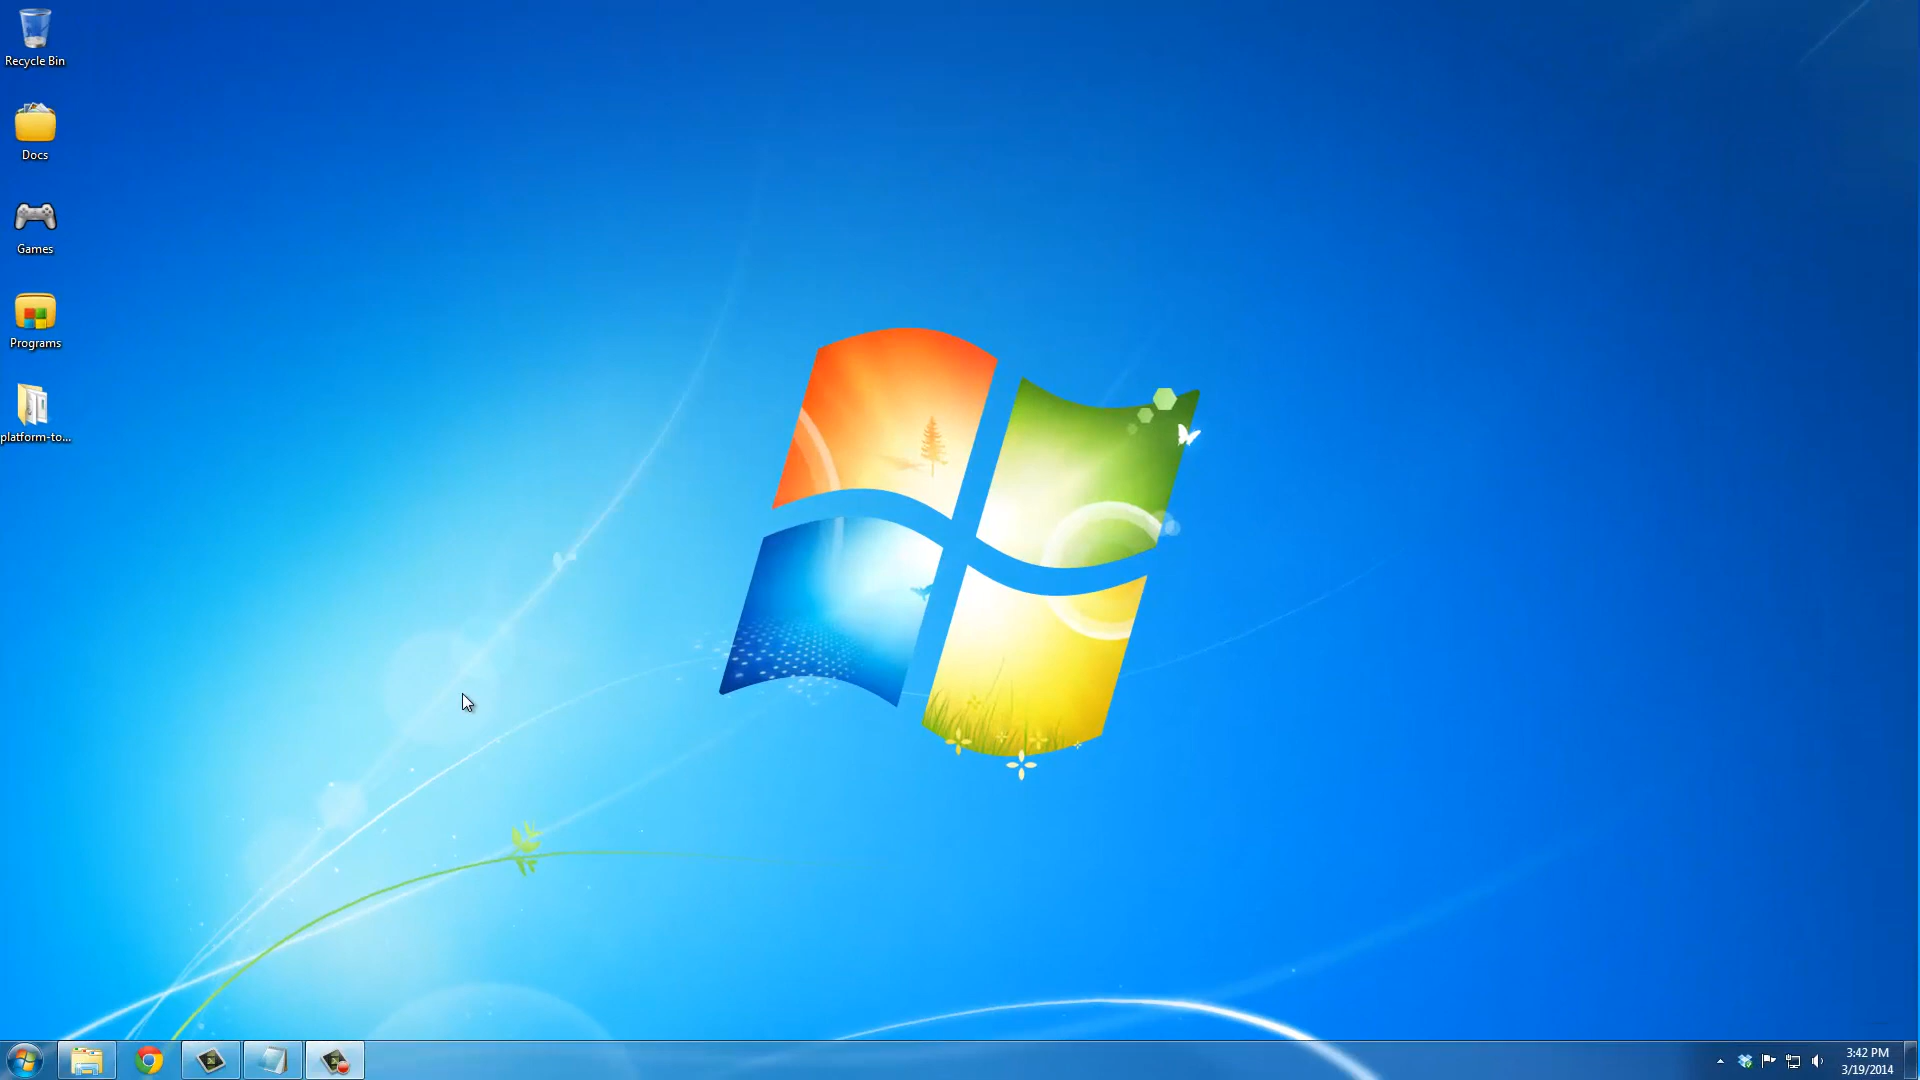 Recycle Bin
Docs
Games
Programs
platform-to...
3:42 PM
3/19/2014